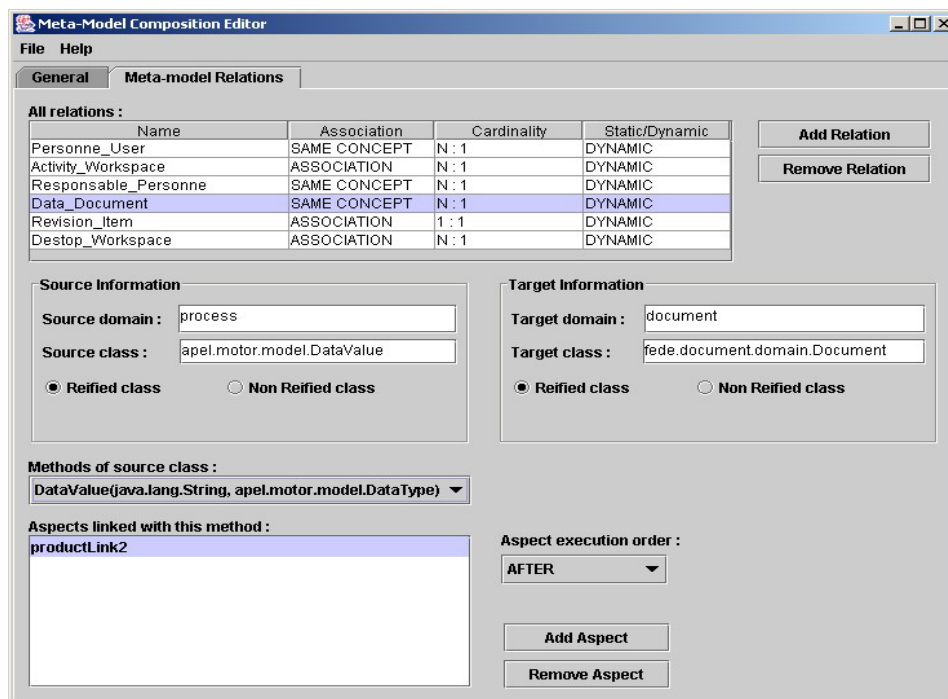 Meta-Model Composition Editor
File Help
General Meta-model Relations
All relations :
Name Association Cardinality Static/Dynamic
Personne_User SAME CONCEPT N : 1 DYNAMIC
Activity_Workspace ASSOCIATION N : 1 DYNAMIC
Responsable_Personne SAME CONCEPT N : 1 DYNAMIC
Data_Document SAME CONCEPT N : 1 DYNAMIC
Revision_Item ASSOCIATION 1 : 1 DYNAMIC
Destop_Workspace ASSOCIATION N : 1 DYNAMIC
Add Relation
Remove Relation
Source Information
Source domain : process
Source class : apel.motor.model.DataValue
Reified class Non Reified class
Target Information
Target domain : document
Target class : fede.document.domain.Document
Reified class Non Reified class
Methods of source class :
DataValue(java.lang.String, apel.motor.model.DataType)
Aspects linked with this method :
productLink2
Aspect execution order :
AFTER
Add Aspect
Remove Aspect